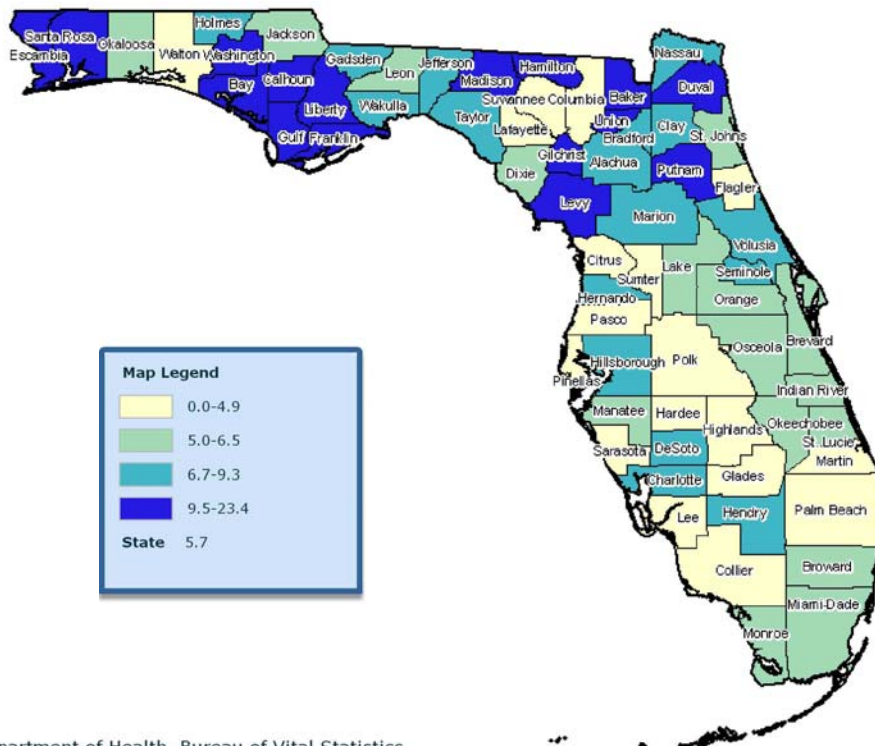 Holmes
Jackson
Santa Rosa
Okaloosa
Walton
Washington
Escambia
Gadsden
Jefferson
Hamilton
Nassau
Leon
Madison
Bay
Calhoun
Baker
Duval
Liberty
Wakulla
Suwannee
Columbia
Taylor
Union
Clay
St. Johns
Lafayette
Bradford
Gulf
Franklin
Gilchrist
Alachua
Dixie
Putnam
Flagler
Levy
Marion
Volusia
Citrus
Lake
Seminole
Sumter
Hernando
Orange
Pasco
Osceola
Brevard
Hillsborough
Polk
Pinellas
Indian River
Manatee
Hardee
Okeechobee
Highlands
St. Lucie
Sarasota
DeSoto
Martin
Charlotte
Glades
Lee
Hendry
Palm Beach
Collier
Broward
Miami-Dade
Monroe
Map Legend
0.0-4.9
5.0-6.5
6.7-9.3
9.5-23.4
State 5.7
partment of Health, Bureau of Vital Statistics